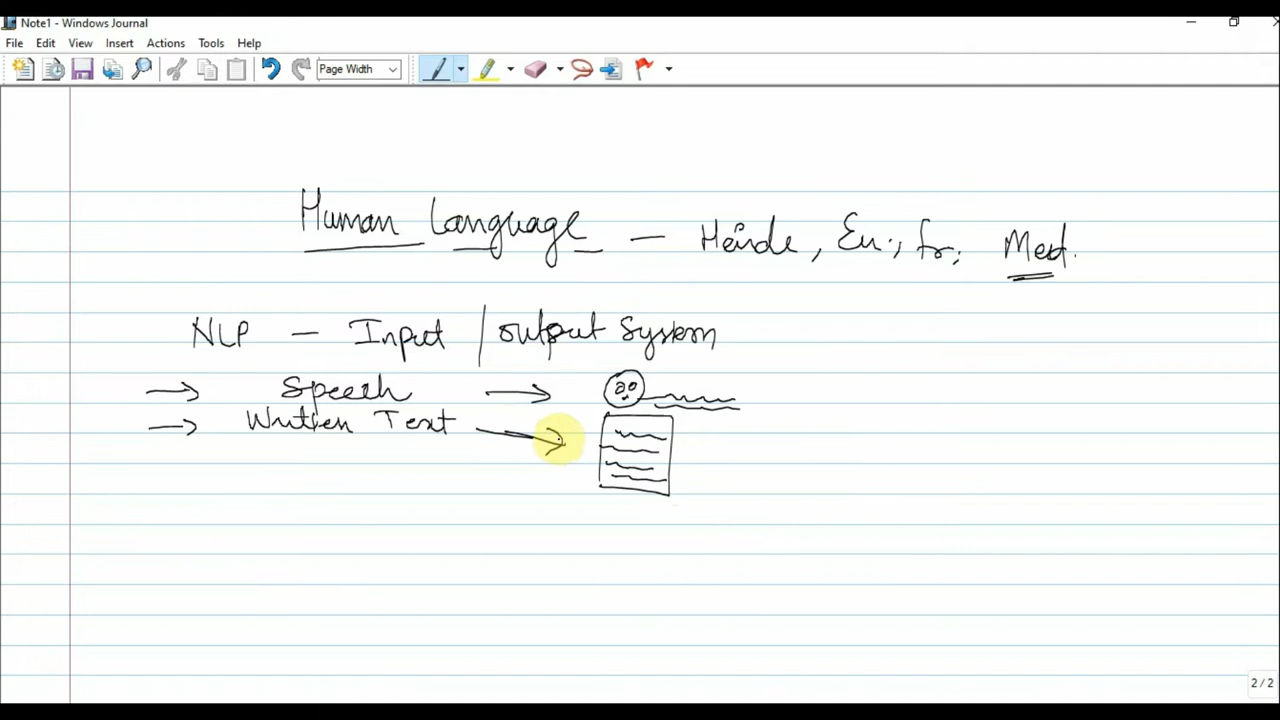 Note1 - Windows Journal
File Edit View Insert Actions Tools Help
Page Width
Human Language — Hindi, En., fr, Med.
NLP — Input / output System
→ Speech →
→ Written Text →
2 / 2